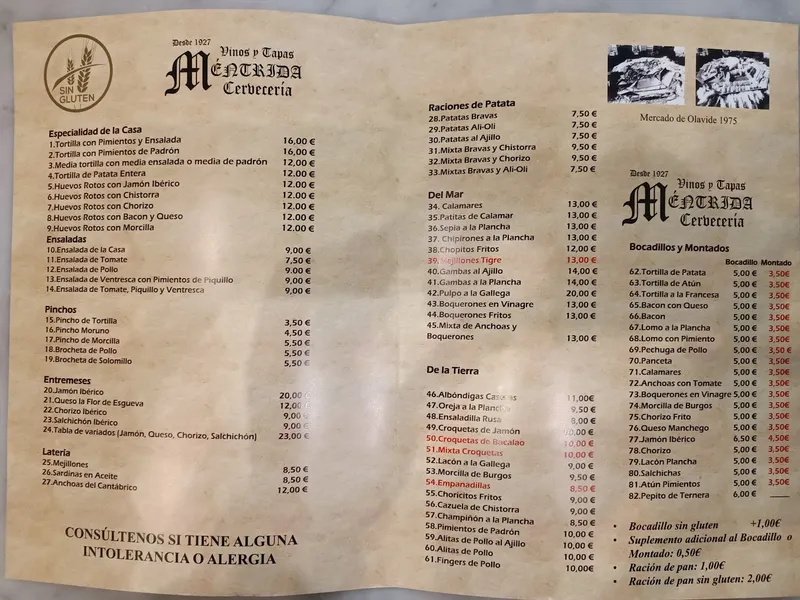 SIN
GLUTEN
Desde 1927
Vinos y Tapas
MÉNTRIDA
Cervecería
Especialidad de la Casa
1.Tortilla con Pimientos y Ensalada 16,00 €
2.Tortilla con Pimientos de Padrón 16,00 €
3.Media tortilla con media ensalada o media de padrón 12,00 €
4.Tortilla de Patata Entera 12.00 €
5.Huevos Rotos con Jamón Ibérico 12.00 €
6.Huevos Rotos con Chistorra 12.00 €
7.Huevos Rotos con Chorizo 12.00 €
8.Huevos Rotos con Bacon y Queso 12.00 €
9.Huevos Rotos con Morcilla 12.00 €
Ensaladas
10.Ensalada de la Casa 9,00 €
11.Ensalada de Tomate 7,50 €
12.Ensalada de Pollo 9.00 €
13.Ensalada de Ventresca con Pimientos de Piquillo 9,00 €
14.Ensalada de Tomate, Piquillo y Ventresca 9,00 €
Pinchos
15.Pincho de Tortilla 3,50 €
16.Pincho Moruno 4,50 €
17.Pincho de Morcilla 5,50 €
18.Brocheta de Pollo 5,50 €
19.Brocheta de Solomillo 5,50 €
Entremeses
20.Jamón Ibérico 20,00
21.Queso la Flor de Esgueva 12,00
22.Chorizo Ibérico 9,00
23.Salchichón Ibérico 9,00 €
24.Tabla de variados (Jamón, Queso, Chorizo, Salchichón) 23,00 €
Latería
25.Mejillones 8,50 €
26.Sardinas en Aceite 8,50 €
27.Anchoas del Cantábrico 12,00 €
CONSÚLTENOS SI TIENE ALGUNA
INTOLERANCIA O ALERGIA
Raciones de Patata
28.Patatas Bravas 7,50 €
29.Patatas Ali-Oli 7,50 €
30.Patatas al Ajillo 7,50 €
31.Mixta Bravas y Chistorra 9,50 €
32.Mixta Bravas y Chorizo 9,50 €
33.Mixtas Bravas y Ali-Oli 7,50 €
Del Mar
34. Calamares 13,00 €
35.Patitas de Calamar 13,00 €
36.Sepia a la Plancha 13,00 €
37. Chipirones a la Plancha 13,00 €
38.Chopitos Fritos 12,00 €
39.Mejillones Tigre 13,00 €
40.Gambas al Ajillo 14,00 €
41.Gambas a la Plancha 14,00 €
42.Pulpo a la Gallega 20,00 €
43.Boquerones en Vinagre 13,00 €
44.Boquerones Fritos 13,00 €
45.Mixta de Anchoas y
Boquerones 13,00 €
De la Tierra
46.Albóndigas Caseras 11,00€
47.Oreja a la Plancha 9,50 €
48.Ensaladilla Rusa 8,00 €
49.Croquetas de Jamón 10,00 €
50.Croquetas de Bacalao 10,00 €
51.Mixta Croquetas 10,00 €
52.Lacón a la Gallega 9,00 €
53.Morcilla de Burgos 9,50 €
54.Empanadillas 8,50 €
55.Choricitos Fritos 9,00 €
56.Cazuela de Chistorra 9,00 €
57.Champiñón a la Plancha 8,50 €
58.Pimientos de Padrón 10,00 €
59.Alitas de Pollo al Ajillo 10,00 €
60.Alitas de Pollo 10,00 €
61.Fingers de Pollo 10,00€
Mercado de Olavide 1975
Desde 1927
Vinos y Tapas
MÉNTRIDA
Cervecería
Bocadillos y Montados
Bocadillo Montado
62.Tortilla de Patata 5,00 € 3,50€
63.Tortilla de Atún 5,00 € 3,50€
64.Tortilla a la Francesa 5,00 € 3,50€
65.Bacon con Queso 5,00 € 3,50€
66.Bacon 5,00 € 3,50€
67.Lomo a la Plancha 5,00 € 3,50€
68.Lomo con Pimiento 5,00 € 3,50€
69.Pechuga de Pollo 5,00 € 3,50 €
70.Panceta 5,00 € 3,50€
71.Calamares 5,00 € 3,50€
72.Anchoas con Tomate 5,00 € 3,50€
73.Boquerones en Vinagre 5,00 € 3,50€
74.Morcilla de Burgos 5,00 € 3,50€
75.Chorizo Frito 5,00 € 3,50€
76.Queso Manchego 5,00 € 3,50€
77.Jamón Ibérico 6,50 € 4,50€
78.Chorizo 5,00 € 3,50€
79.Lacón Plancha 5,00 € 3,50€
80.Salchichas 5,00 € 3,50€
81.Atún Pimientos 5,00 € 3,50€
82.Pepito de Ternera 6,00 €
• Bocadillo sin gluten +1,00€
• Suplemento adicional al Bocadillo o
Montado: 0,50€
• Ración de pan: 1,00€
• Ración de pan sin gluten: 2,00€